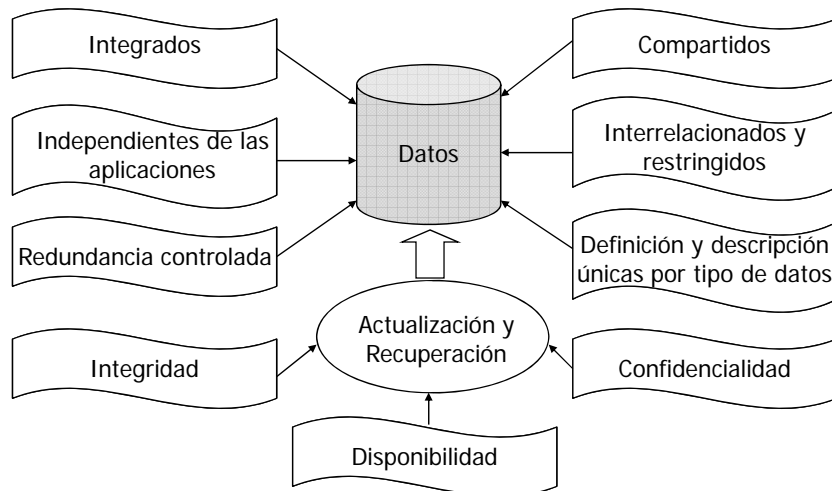 Integrados
Compartidos
Independientes de las
aplicaciones
Datos
Interrelacionados y
restringidos
Redundancia controlada
Definición y descripción
únicas por tipo de datos
Actualización y
Recuperación
Integridad
Confidencialidad
Disponibilidad